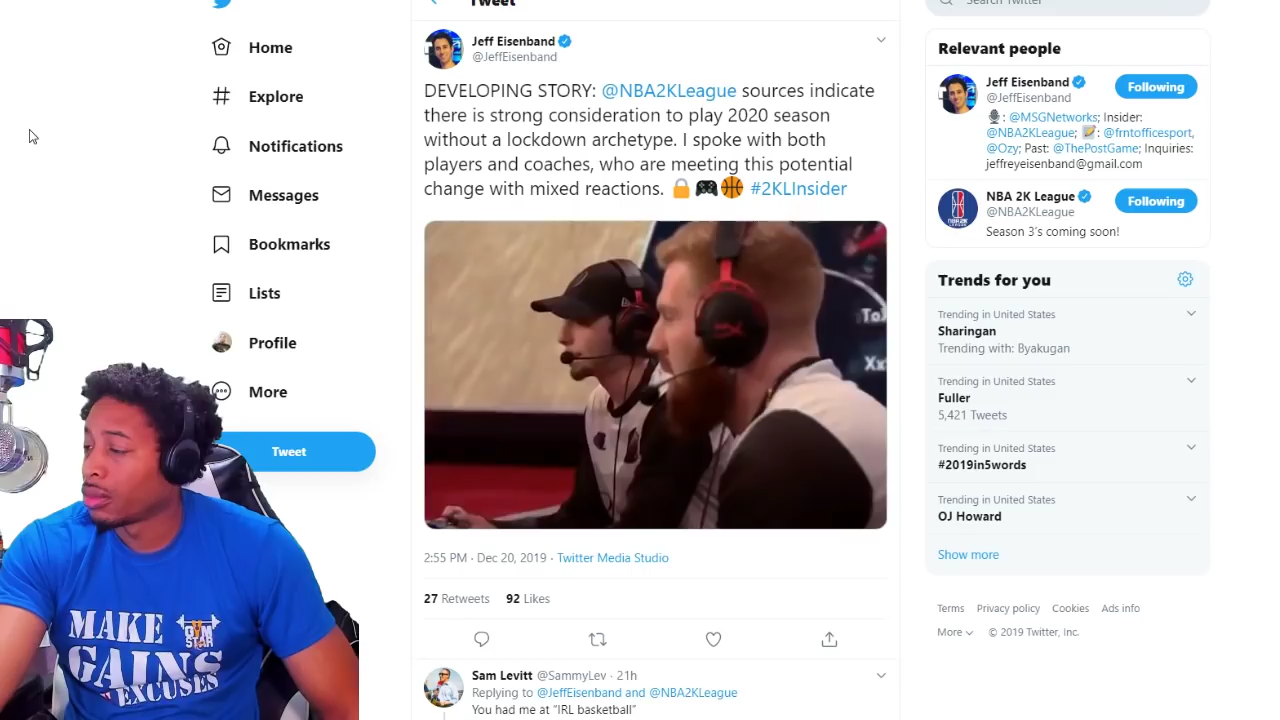 Tweet
Search Twitter
Home
Explore
Notifications
Messages
Bookmarks
Lists
Profile
More
Tweet
Jeff Eisenband
@JeffEisenband
DEVELOPING STORY: @NBA2KLeague sources indicate
there is strong consideration to play 2020 season
without a lockdown archetype. I spoke with both
players and coaches, who are meeting this potential
change with mixed reactions. 🔒🎮🏀 #2KLInsider
2:55 PM · Dec 20, 2019 · Twitter Media Studio
27 Retweets 92 Likes
Sam Levitt @SammyLev · 21h
Replying to @JeffEisenband and @NBA2KLeague
You had me at "IRL basketball"
Relevant people
Jeff Eisenband
@JeffEisenband
Following
🎙️: @MSGNetworks; Insider:
@NBA2KLeague; 📝: @frntofficesport,
@Ozy; Past: @ThePostGame; Inquiries:
jeffreyeisenband@gmail.com
NBA 2K League
@NBA2KLeague
Following
Season 3's coming soon!
Trends for you
Trending in United States
Sharingan
Trending with: Byakugan
Trending in United States
Fuller
5,421 Tweets
Trending in United States
#2019in5words
Trending in United States
OJ Howard
Show more
Terms Privacy policy Cookies Ads info
More © 2019 Twitter, Inc.
MAKE
GAINS
EXCUSES